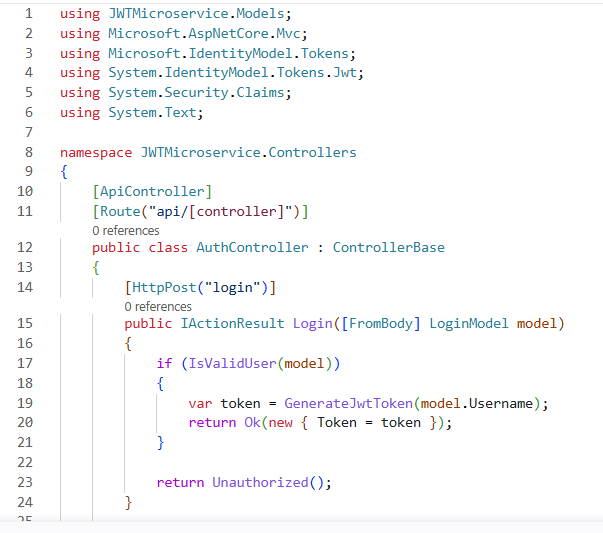 1 using JWTMicroservice.Models;
2 using Microsoft.AspNetCore.Mvc;
3 using Microsoft.IdentityModel.Tokens;
4 using System.IdentityModel.Tokens.Jwt;
5 using System.Security.Claims;
6 using System.Text;
7
8 namespace JWTMicroservice.Controllers
9 {
10 [ApiController]
11 [Route("api/[controller]")]
0 references
12 public class AuthController : ControllerBase
13 {
14 [HttpPost("login")]
0 references
15 public IActionResult Login([FromBody] LoginModel model)
16 {
17 if (IsValidUser(model))
18 {
19 var token = GenerateJwtToken(model.Username);
20 return Ok(new { Token = token });
21 }
22
23 return Unauthorized();
24 }
25